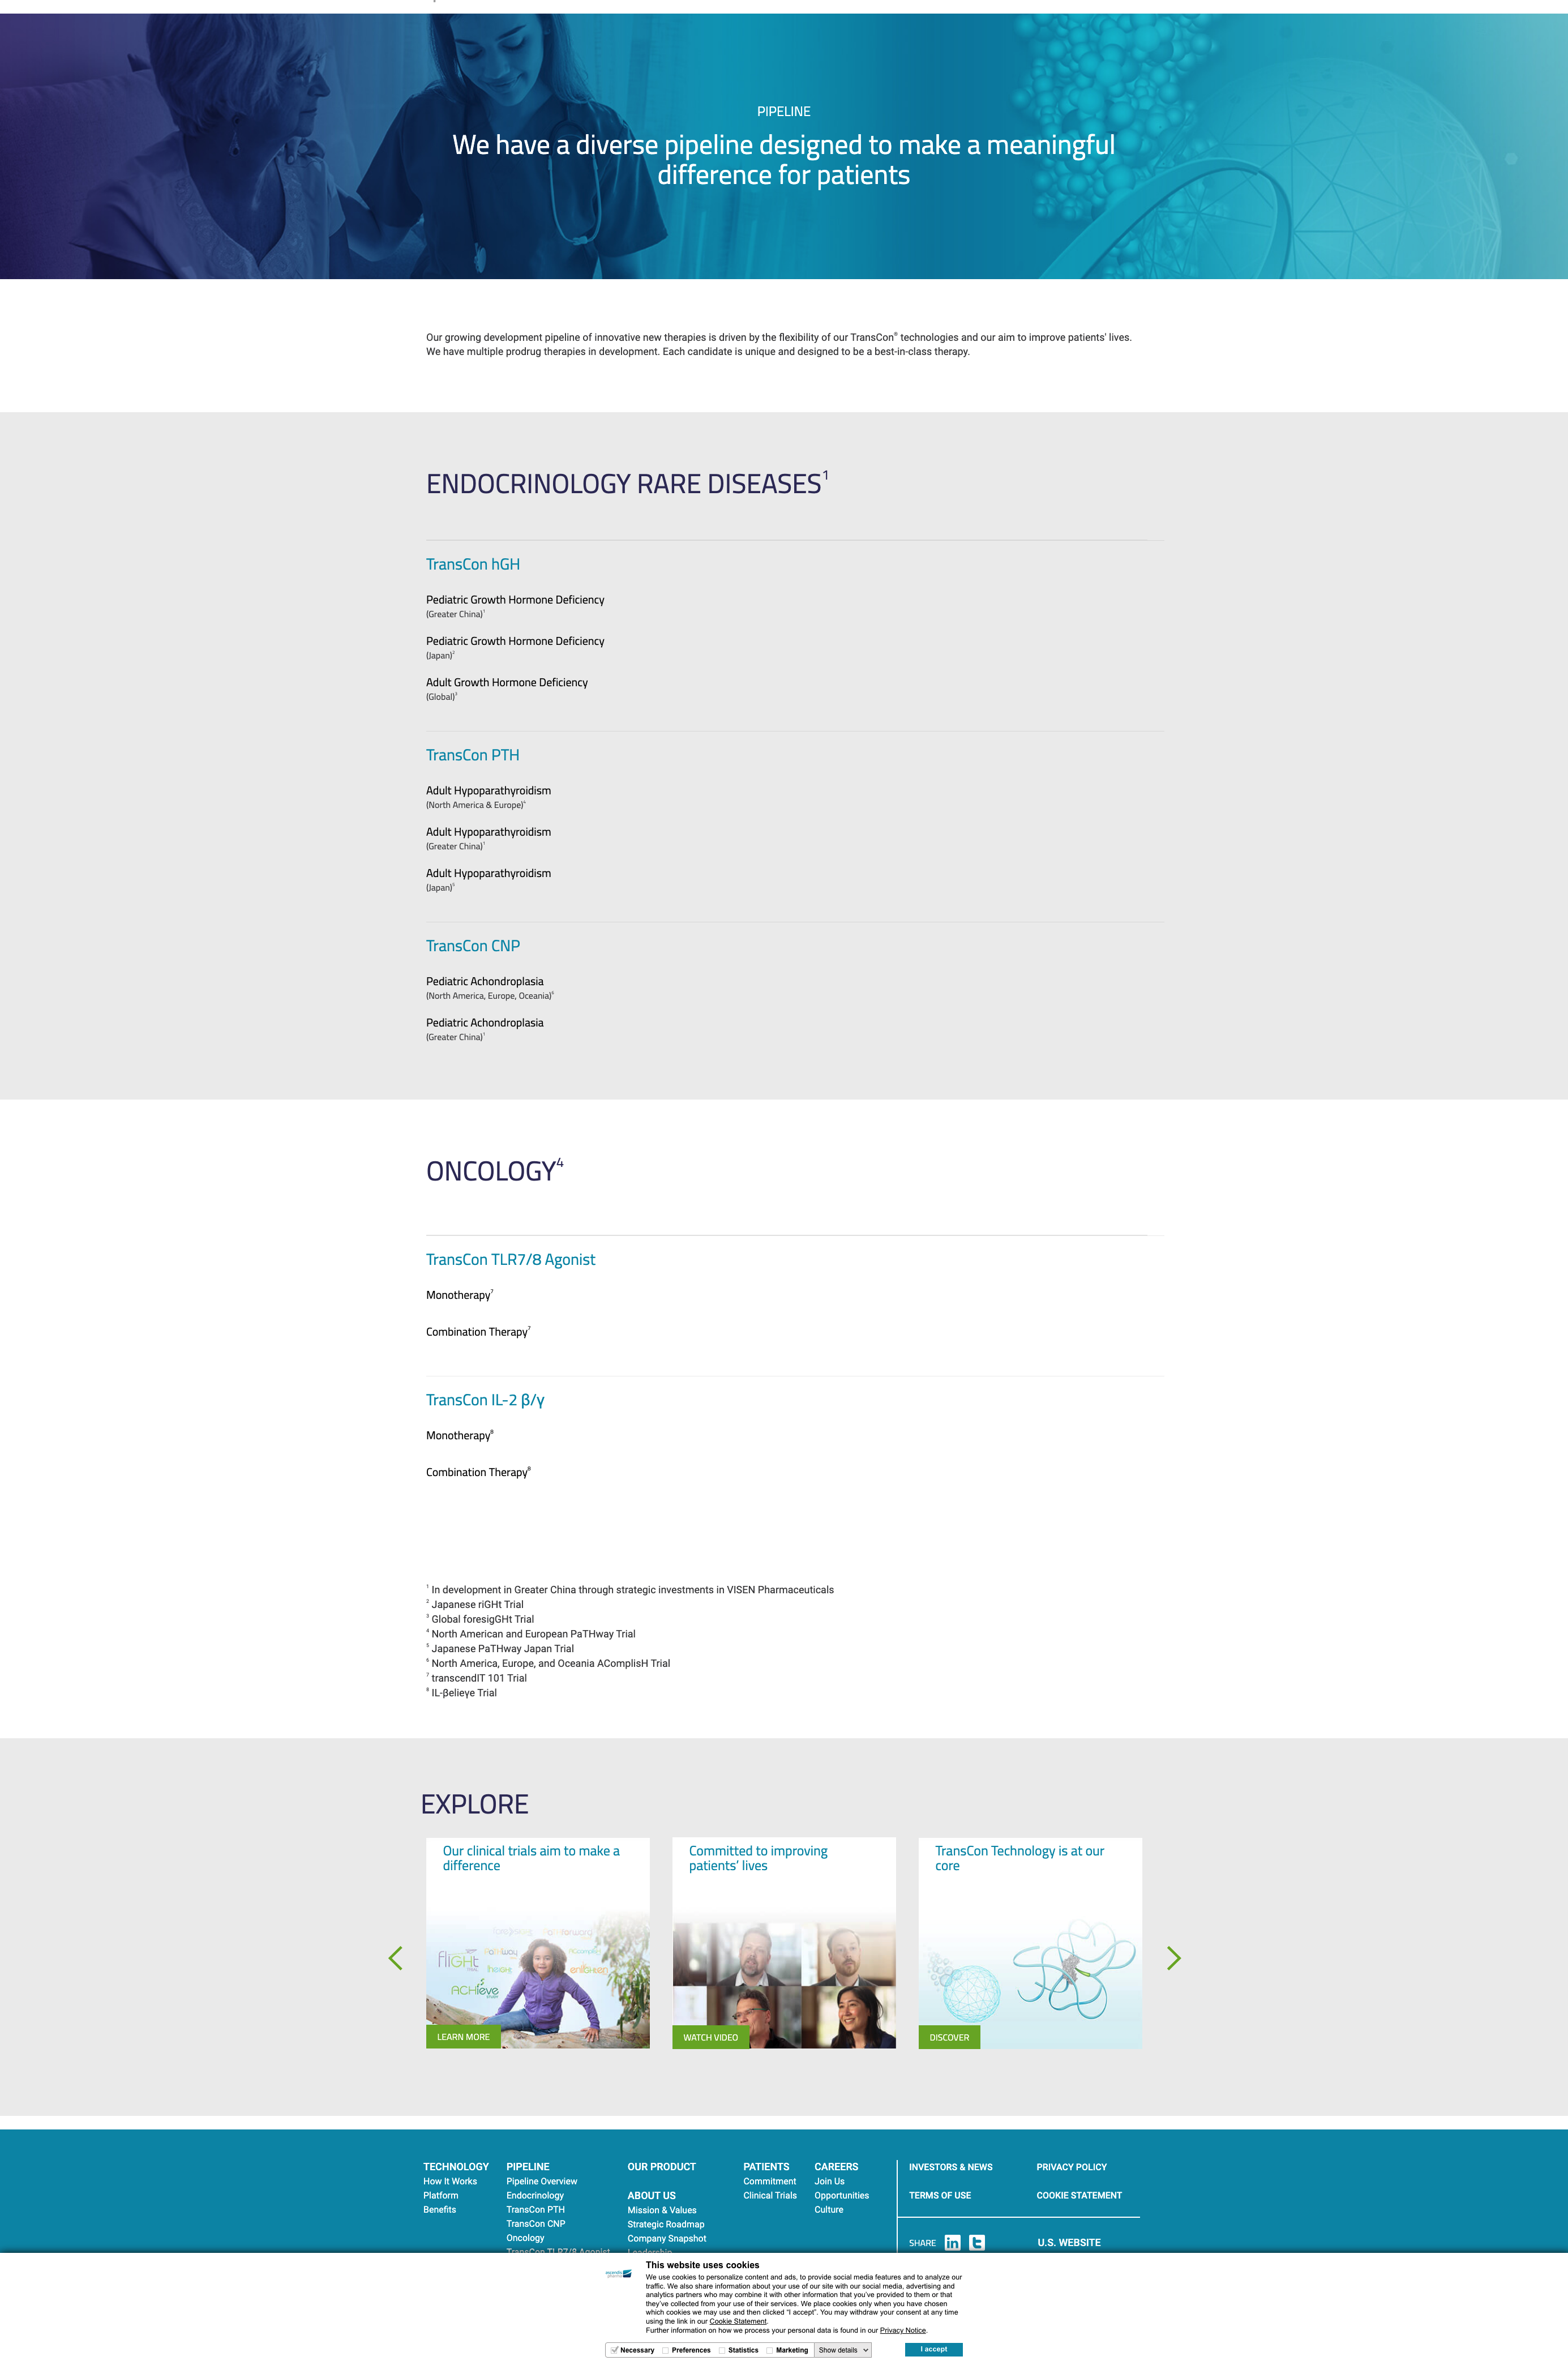 PIPELINE
We have a diverse pipeline designed to make a meaningful
difference for patients
Our growing development pipeline of innovative new therapies is driven by the flexibility of our TransCon® technologies and our aim to improve patients' lives.
We have multiple prodrug therapies in development. Each candidate is unique and designed to be a best-in-class therapy.
ENDOCRINOLOGY RARE DISEASES¹
TransCon hGH
Pediatric Growth Hormone Deficiency
(Greater China)¹
Pediatric Growth Hormone Deficiency
(Japan)²
Adult Growth Hormone Deficiency
(Global)³
TransCon PTH
Adult Hypoparathyroidism
(North America & Europe)⁴
Adult Hypoparathyroidism
(Greater China)¹
Adult Hypoparathyroidism
(Japan)⁵
TransCon CNP
Pediatric Achondroplasia
(North America, Europe, Oceania)⁶
Pediatric Achondroplasia
(Greater China)¹
ONCOLOGY⁴
TransCon TLR7/8 Agonist
Monotherapy⁷
Combination Therapy⁷
TransCon IL-2 β/γ
Monotherapy⁸
Combination Therapy⁸
¹ In development in Greater China through strategic investments in VISEN Pharmaceuticals
² Japanese riGHt Trial
³ Global foresigGHt Trial
⁴ North American and European PaTHway Trial
⁵ Japanese PaTHway Japan Trial
⁶ North America, Europe, and Oceania AComplisH Trial
⁷ transcendIT 101 Trial
⁸ IL-βelieγe Trial
EXPLORE
Our clinical trials aim to make a
difference
fliGHT
PaTHway
heiGHt
enliGHten
ACHieve
LEARN MORE
Committed to improving
patients' lives
WATCH VIDEO
TransCon Technology is at our
core
DISCOVER
TECHNOLOGY
How It Works
Platform
Benefits
PIPELINE
Pipeline Overview
Endocrinology
TransCon PTH
TransCon CNP
Oncology
TransCon TLR7/8 Agonist
OUR PRODUCT
ABOUT US
Mission & Values
Strategic Roadmap
Company Snapshot
Leadership
PATIENTS
Commitment
Clinical Trials
CAREERS
Join Us
Opportunities
Culture
INVESTORS & NEWS
PRIVACY POLICY
TERMS OF USE
COOKIE STATEMENT
SHARE in t
U.S. WEBSITE
ascendis
pharma
This website uses cookies
We use cookies to personalize content and ads, to provide social media features and to analyze our
traffic. We also share information about your use of our site with our social media, advertising and
analytics partners who may combine it with other information that you've provided to them or that
they've collected from your use of their services. We place cookies only when you have chosen
which cookies we may use and then clicked "I accept". You may withdraw your consent at any time
using the link in our Cookie Statement.
Further information on how we process your personal data is found in our Privacy Notice.
Necessary Preferences Statistics Marketing Show details
I accept